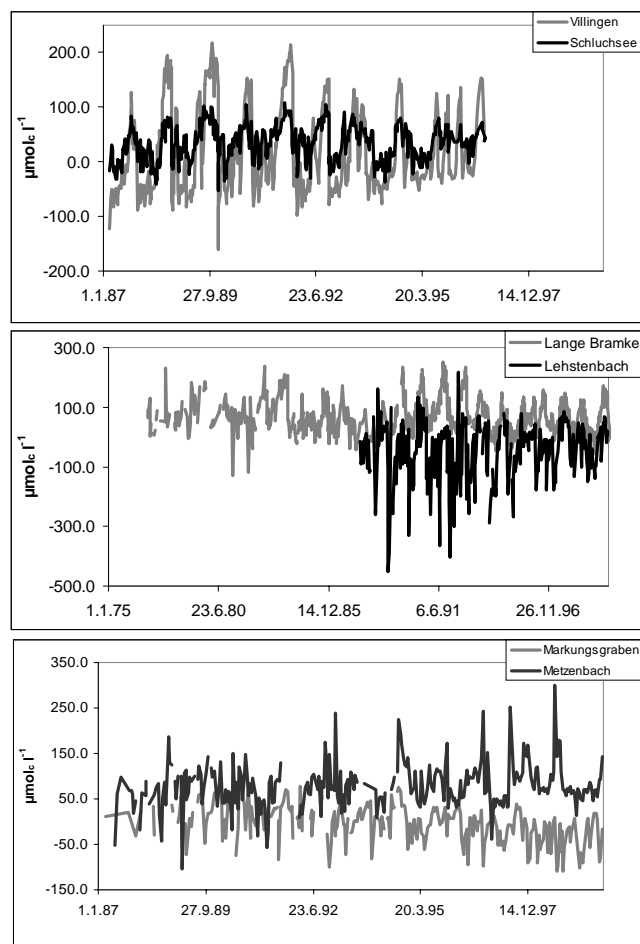 Villingen
Schluchsee
µmolc l-1
200.0
100.0
0.0
-100.0
-200.0
1.1.87 27.9.89 23.6.92 20.3.95 14.12.97
Lange Bramke
Lehstenbach
µmolc l-1
300.0
100.0
-100.0
-300.0
-500.0
1.1.75 23.6.80 14.12.85 6.6.91 26.11.96
Markungsgraben
Metzenbach
µmolc l-1
350.0
250.0
150.0
50.0
-50.0
-150.0
1.1.87 27.9.89 23.6.92 20.3.95 14.12.97